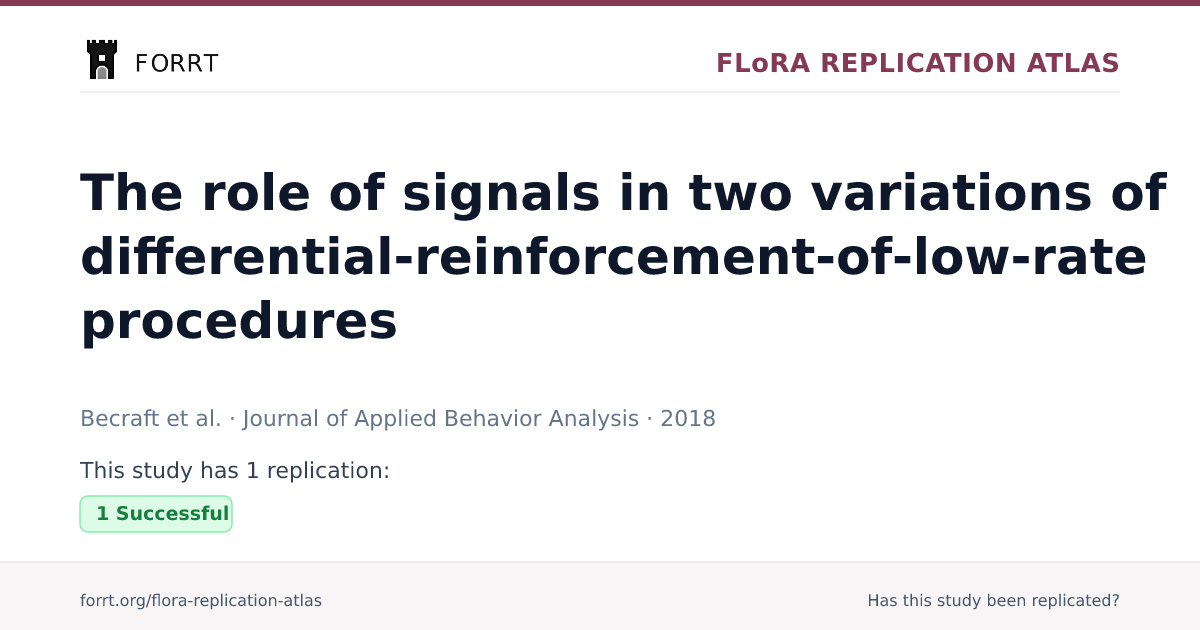 FORRT
FLoRA REPLICATION ATLAS
The role of signals in two variations of
differential-reinforcement-of-low-rate
procedures
Becraft et al. · Journal of Applied Behavior Analysis · 2018
This study has 1 replication:
1 Successful
forrt.org/flora-replication-atlas
Has this study been replicated?